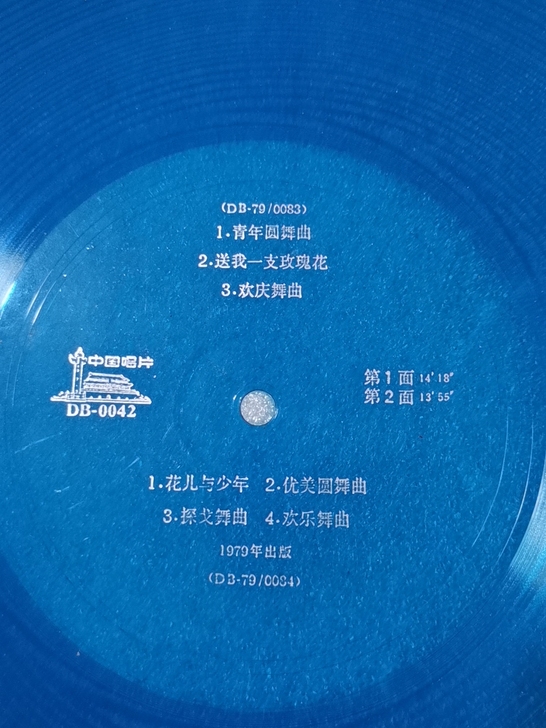 (DB-79/0083)
1·青年圆舞曲
2·送我一支玫瑰花
3·欢庆舞曲
中国唱片
DB-0042
第1面 14′18″
第2面 13′55″
1·花儿与少年 2·优美圆舞曲
3·探戈舞曲 4·欢乐舞曲
1979年出版
(DB-79/0084)